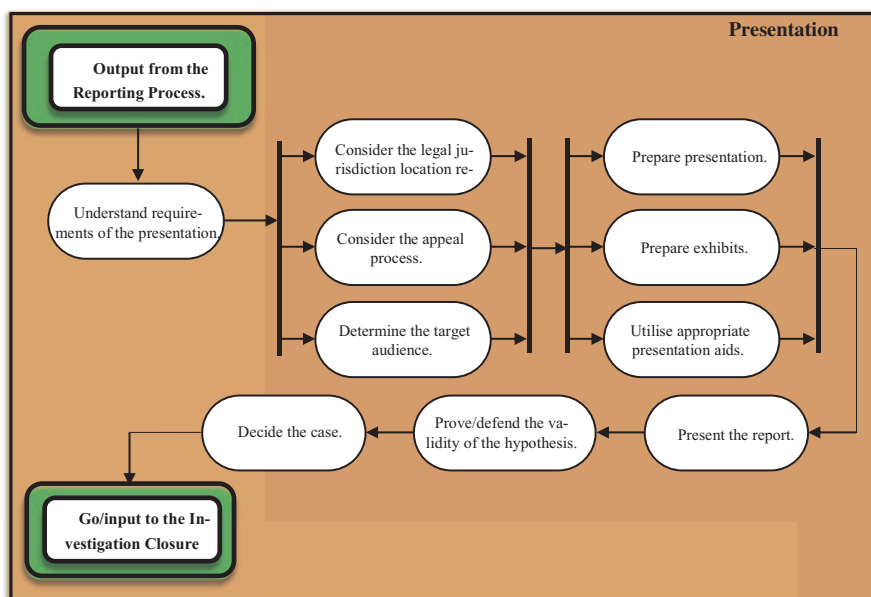 Presentation
Output from the
Reporting Process.
Understand require-
ments of the presentation.
Consider the legal ju-
risdiction location re-
Consider the appeal
process.
Determine the target
audience.
Prepare presentation.
Prepare exhibits.
Utilise appropriate
presentation aids.
Present the report.
Prove/defend the va-
lidity of the hypothesis.
Decide the case.
Go/input to the In-
vestigation Closure